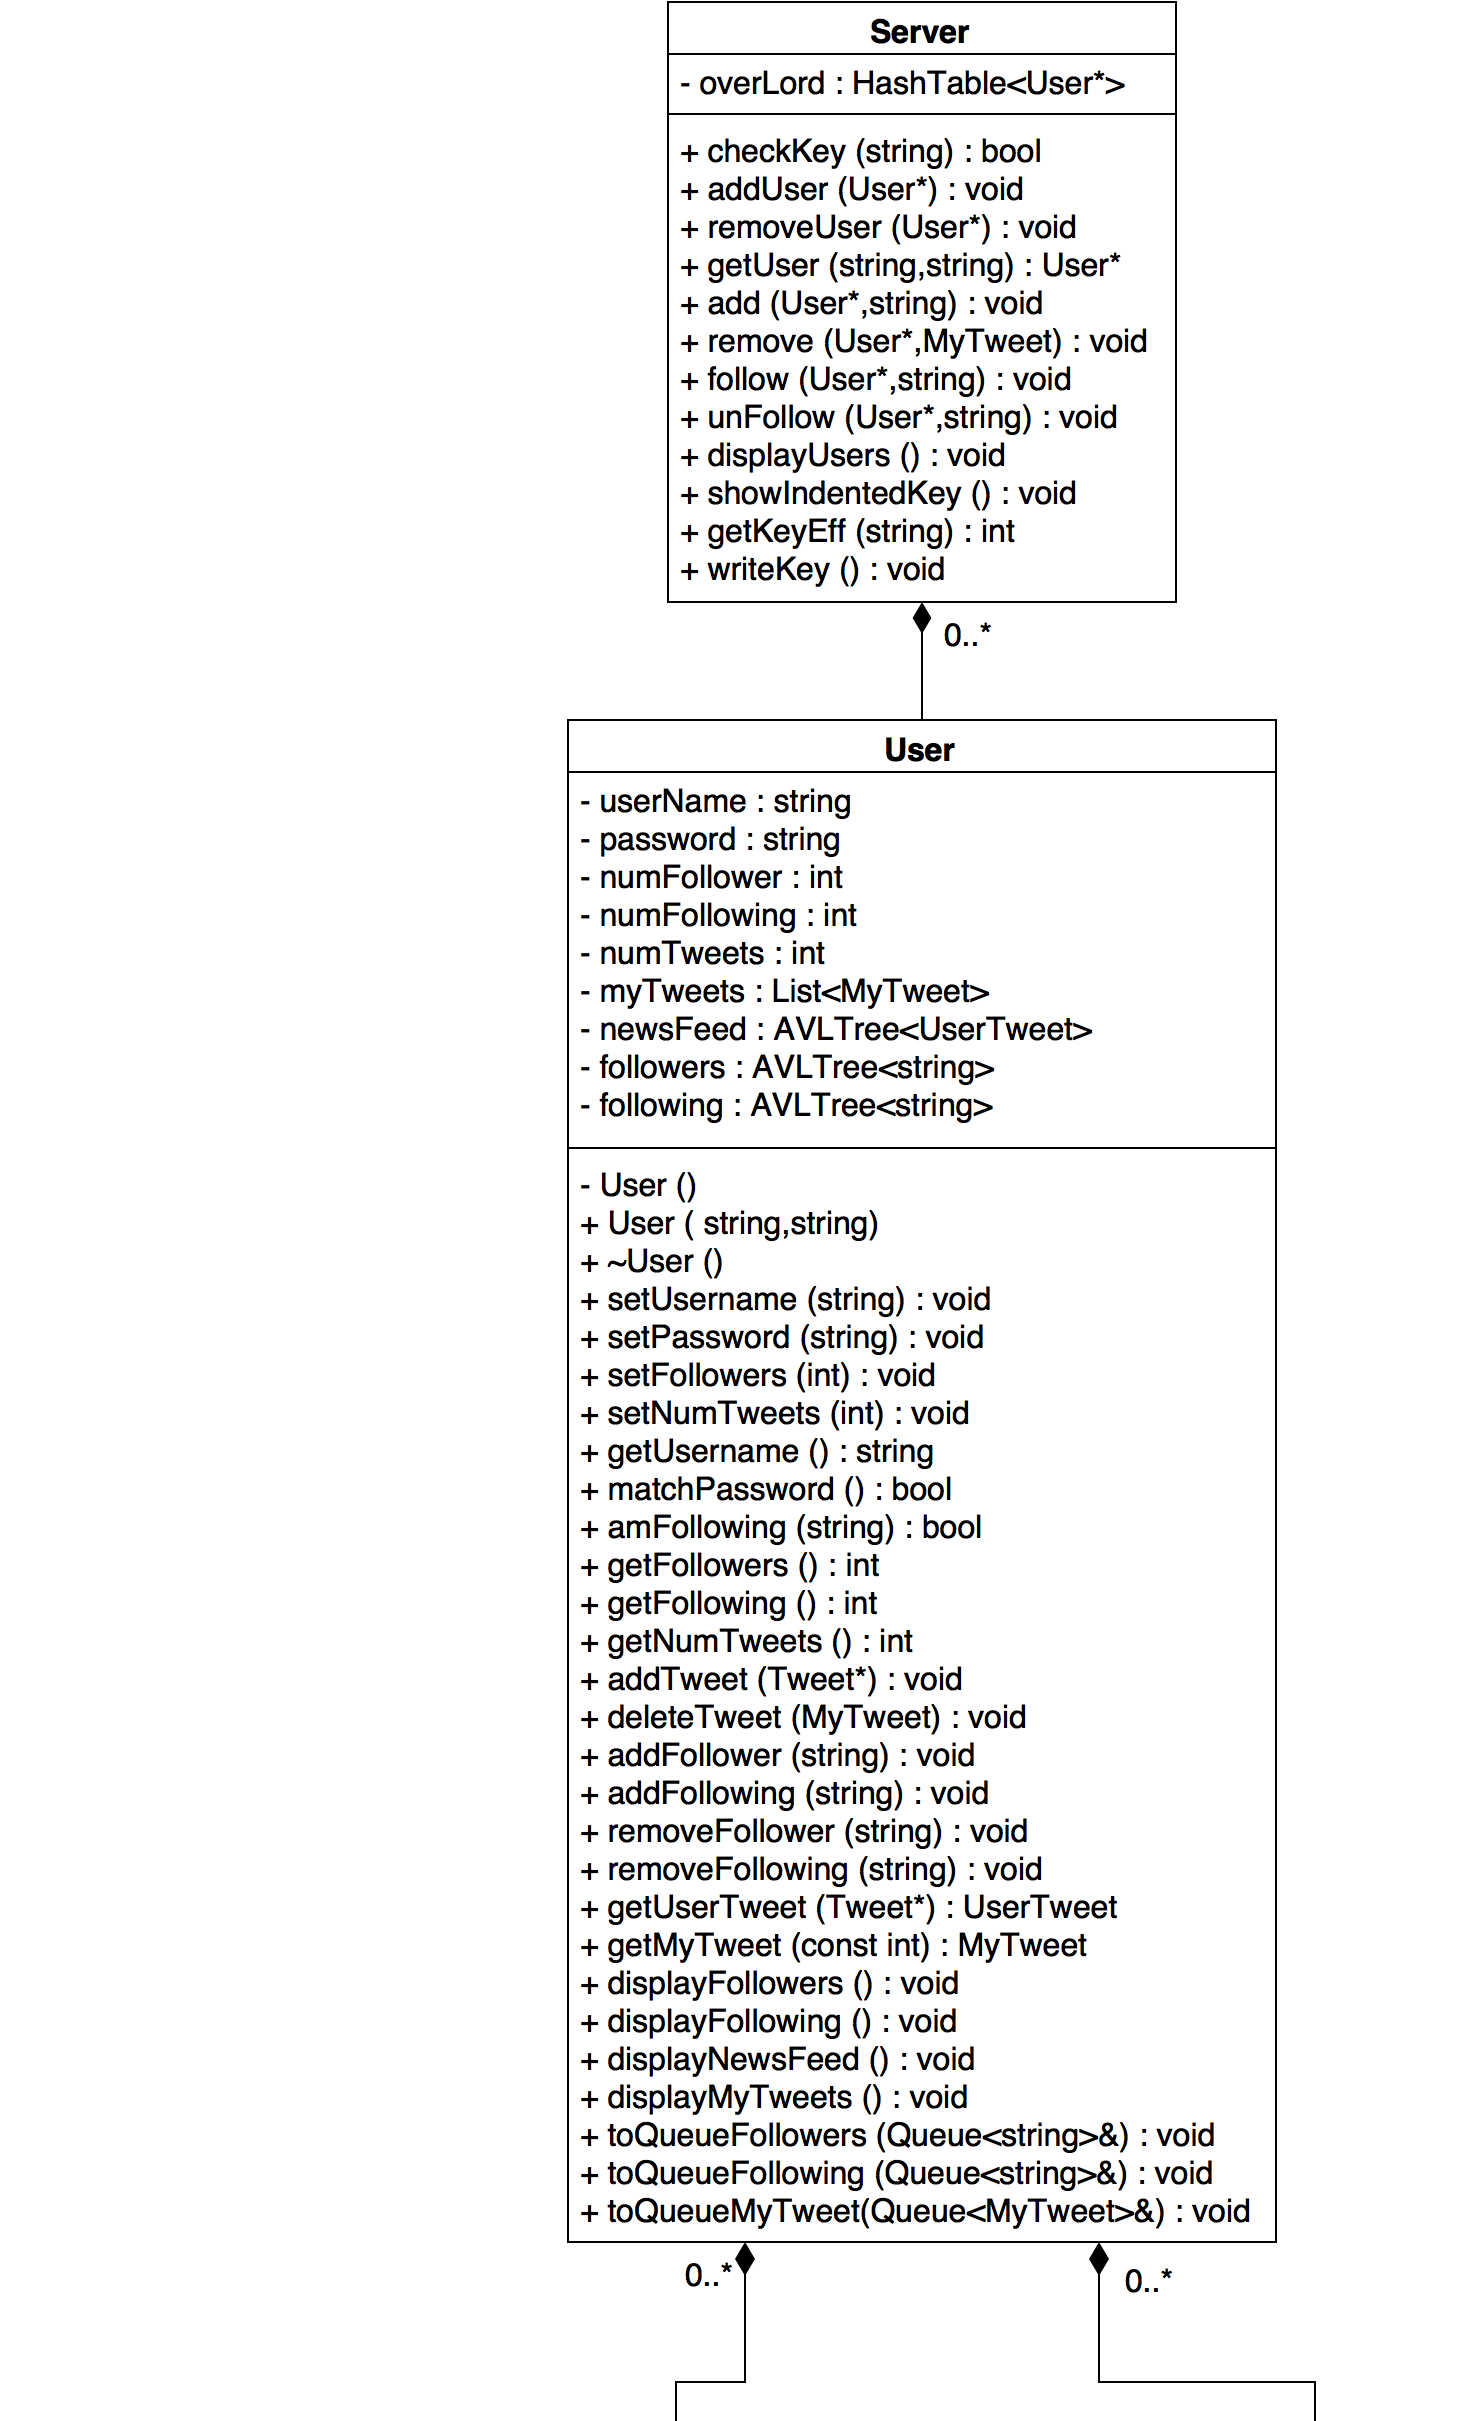 Server
- overLord : HashTable<User*>
+ checkKey (string) : bool
+ addUser (User*) : void
+ removeUser (User*) : void
+ getUser (string,string) : User*
+ add (User*,string) : void
+ remove (User*,MyTweet) : void
+ follow (User*,string) : void
+ unFollow (User*,string) : void
+ displayUsers () : void
+ showIndentedKey () : void
+ getKeyEff (string) : int
+ writeKey () : void
0..*
User
- userName : string
- password : string
- numFollower : int
- numFollowing : int
- numTweets : int
- myTweets : List<MyTweet>
- newsFeed : AVLTree<UserTweet>
- followers : AVLTree<string>
- following : AVLTree<string>
- User ()
+ User ( string,string)
+ ~User ()
+ setUsername (string) : void
+ setPassword (string) : void
+ setFollowers (int) : void
+ setNumTweets (int) : void
+ getUsername () : string
+ matchPassword () : bool
+ amFollowing (string) : bool
+ getFollowers () : int
+ getFollowing () : int
+ getNumTweets () : int
+ addTweet (Tweet*) : void
+ deleteTweet (MyTweet) : void
+ addFollower (string) : void
+ addFollowing (string) : void
+ removeFollower (string) : void
+ removeFollowing (string) : void
+ getUserTweet (Tweet*) : UserTweet
+ getMyTweet (const int) : MyTweet
+ displayFollowers () : void
+ displayFollowing () : void
+ displayNewsFeed () : void
+ displayMyTweets () : void
+ toQueueFollowers (Queue<string>&) : void
+ toQueueFollowing (Queue<string>&) : void
+ toQueueMyTweet(Queue<MyTweet>&) : void
0..*
0..*